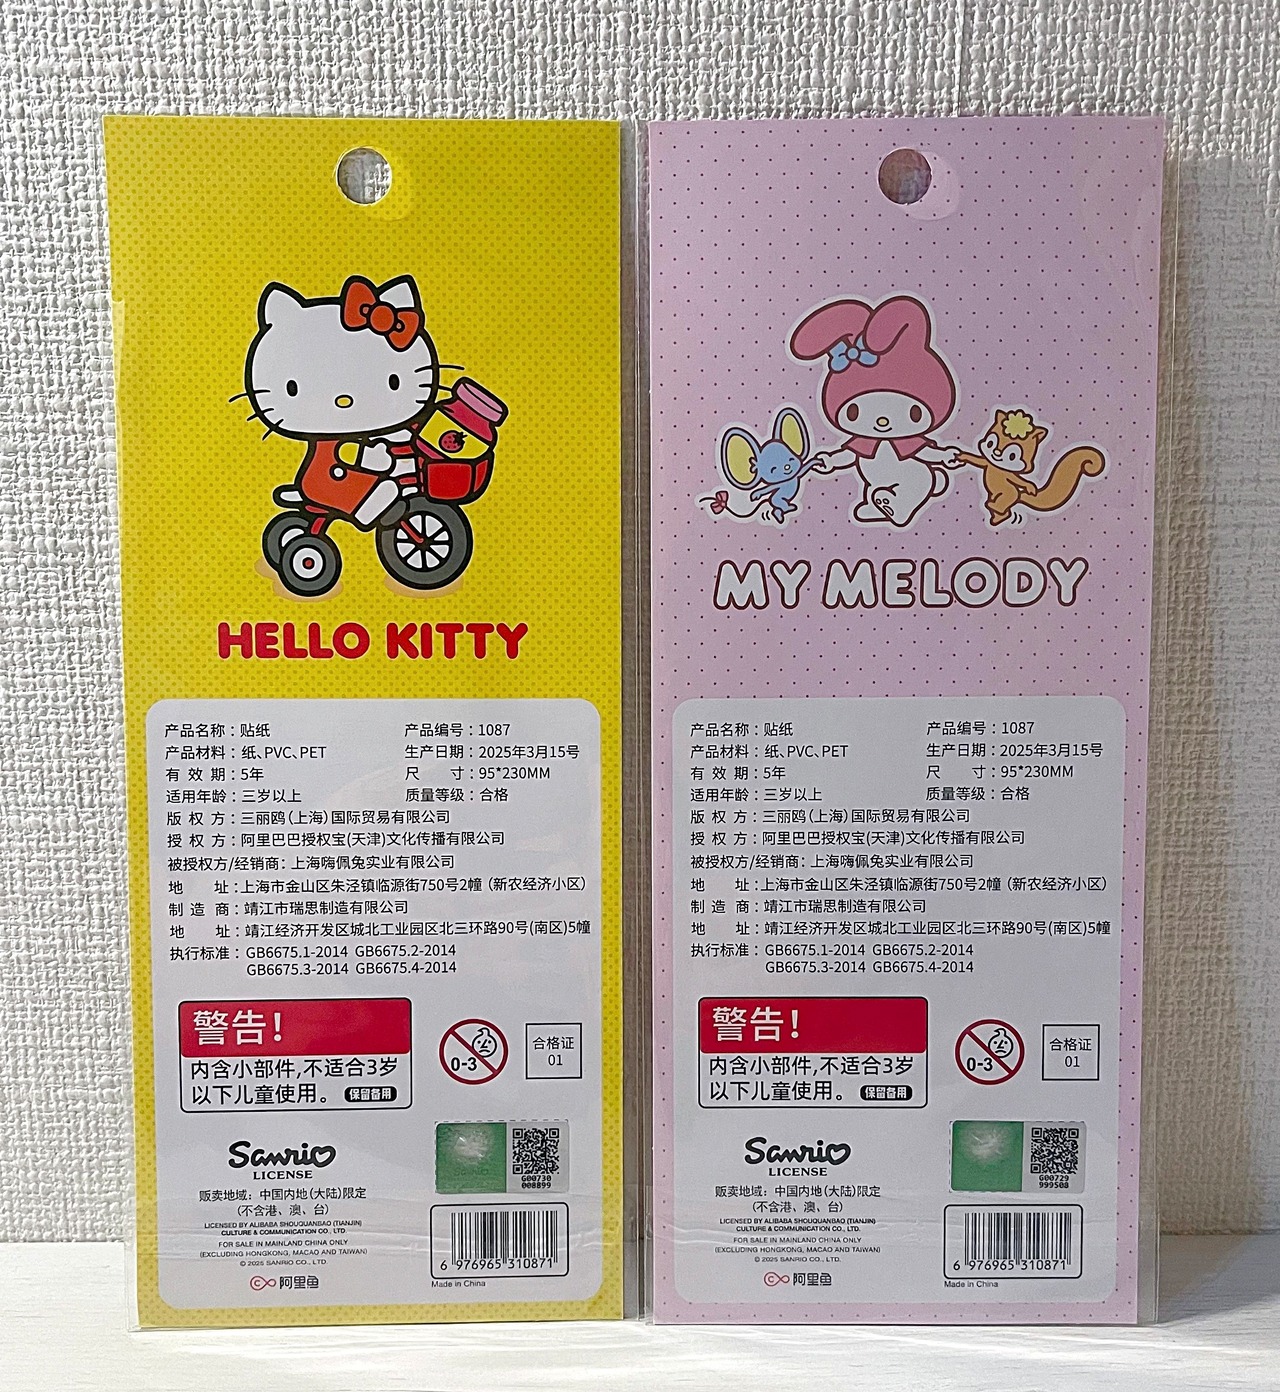 HELLO KITTY
产品名称：贴纸 产品编号：1087
产品材料：纸、PVC、PET 生产日期：2025年3月15号
有效期：5年 尺寸：95*230MM
适用年龄：三岁以上 质量等级：合格
版权方：三丽鸥(上海)国际贸易有限公司
授权方：阿里巴巴授权宝(天津)文化传播有限公司
被授权方/经销商：上海嗨佩兔实业有限公司
地址：上海市金山区朱泾镇临源街750号2幢（新农经济小区）
制造商：靖江市瑞思制造有限公司
地址：靖江经济开发区城北工业园区北三环路90号(南区)5幢
执行标准：GB6675.1-2014 GB6675.2-2014
GB6675.3-2014 GB6675.4-2014
警告！
内含小部件,不适合3岁
以下儿童使用。 保留备用
0-3
合格证
01
Sanrio
LICENSE
贩卖地域：中国内地(大陆)限定
(不含港、澳、台)
LICENSED BY ALIBABA SHOUQUANBAO (TIANJIN)
CULTURE & COMMUNICATION CO., LTD.
FOR SALE IN MAINLAND CHINA ONLY
(EXCLUDING HONGKONG, MACAO AND TAIWAN)
© 2025 SANRIO CO., LTD.
阿里鱼
G00730
008899
6 976965 310871
Made in China
MY MELODY
产品名称：贴纸 产品编号：1087
产品材料：纸、PVC、PET 生产日期：2025年3月15号
有效期：5年 尺寸：95*230MM
适用年龄：三岁以上 质量等级：合格
版权方：三丽鸥(上海)国际贸易有限公司
授权方：阿里巴巴授权宝(天津)文化传播有限公司
被授权方/经销商：上海嗨佩兔实业有限公司
地址：上海市金山区朱泾镇临源街750号2幢（新农经济小区）
制造商：靖江市瑞思制造有限公司
地址：靖江经济开发区城北工业园区北三环路90号(南区)5幢
执行标准：GB6675.1-2014 GB6675.2-2014
GB6675.3-2014 GB6675.4-2014
警告！
内含小部件,不适合3岁
以下儿童使用。 保留备用
0-3
合格证
01
Sanrio
LICENSE
贩卖地域：中国内地(大陆)限定
(不含港、澳、台)
LICENSED BY ALIBABA SHOUQUANBAO (TIANJIN)
CULTURE & COMMUNICATION CO., LTD.
FOR SALE IN MAINLAND CHINA ONLY
(EXCLUDING HONGKONG, MACAO AND TAIWAN)
© 2025 SANRIO CO., LTD.
阿里鱼
G00729
999508
6 976965 310871
Made in China